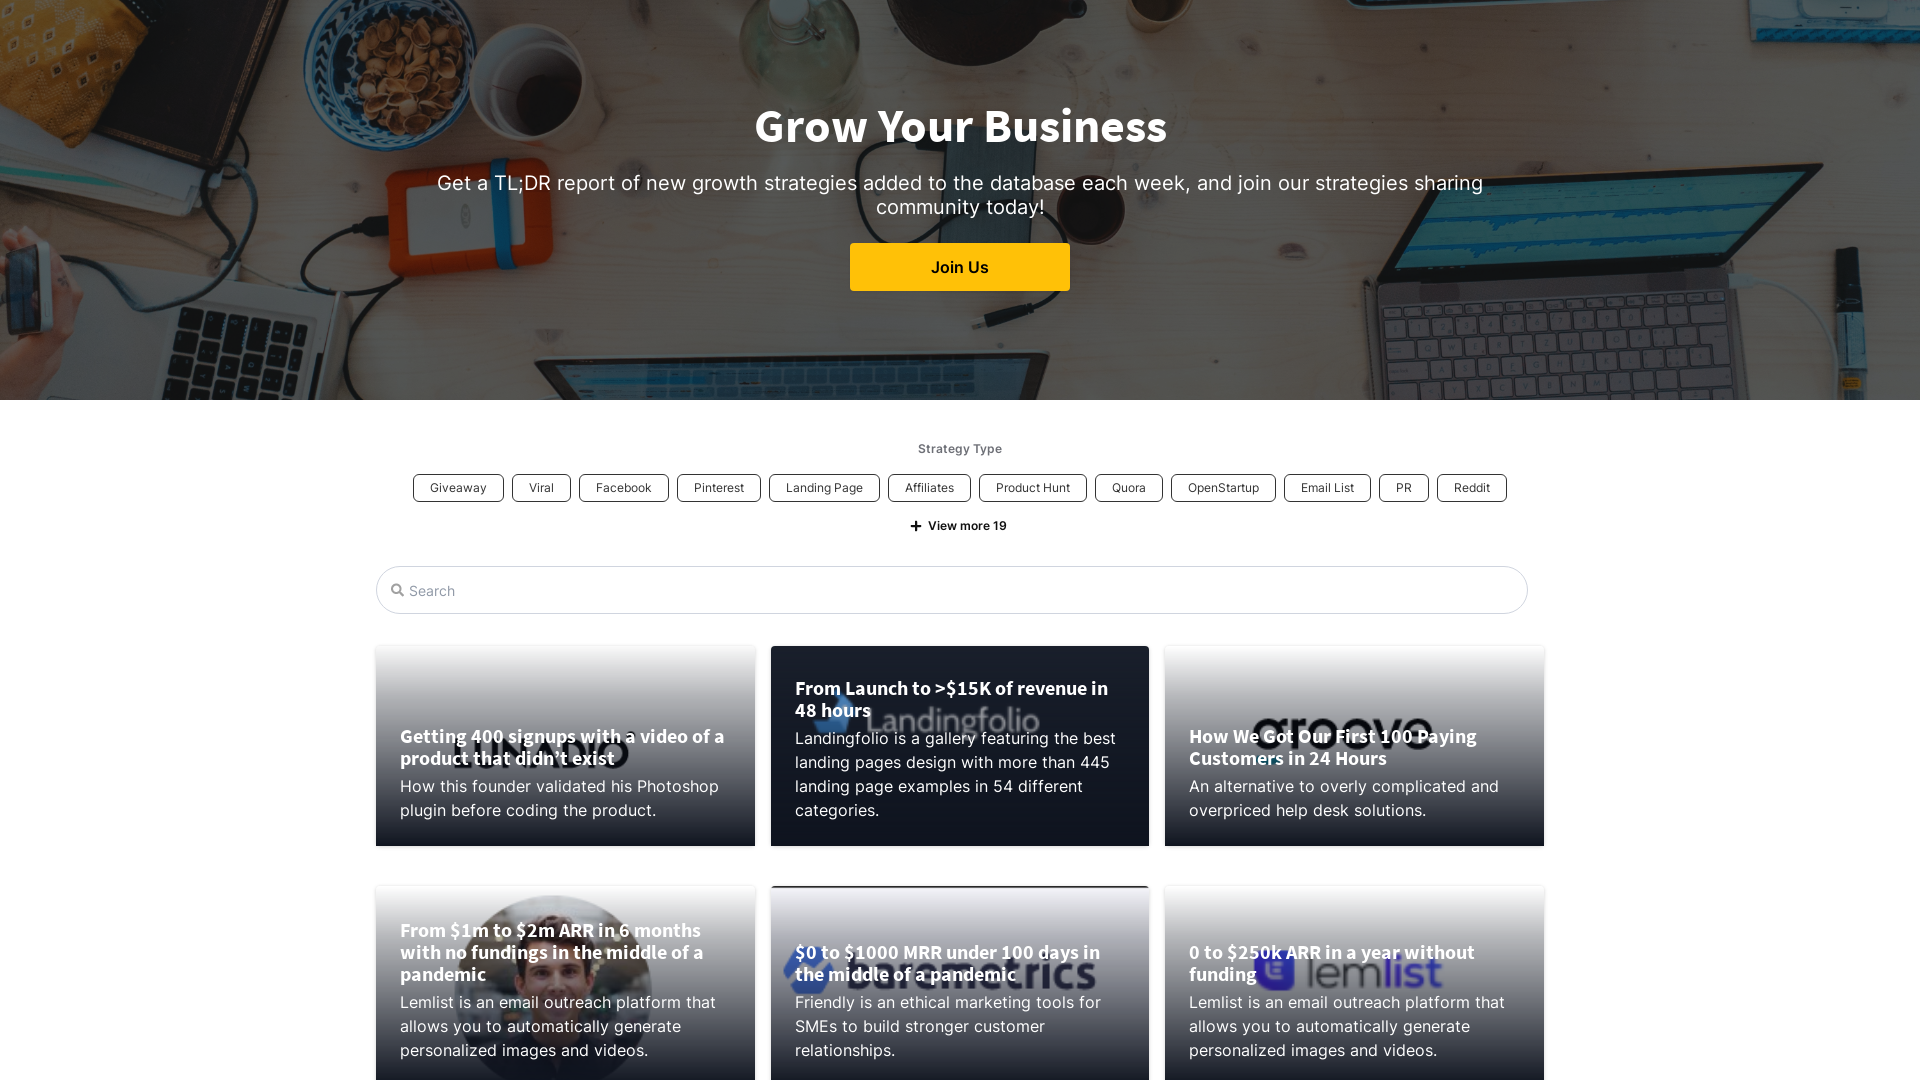 Grow Your Business
Get a TL;DR report of new growth strategies added to the database each week, and join our strategies sharing
community today!
Join Us
Strategy Type
Giveaway
Viral
Facebook
Pinterest
Landing Page
Affiliates
Product Hunt
Quora
OpenStartup
Email List
PR
Reddit
View more 19
Search
Getting 400 signups with a video of a
product that didn’t exist
How this founder validated his Photoshop
plugin before coding the product.
Landingfolio
From Launch to >$15K of revenue in
48 hours
Landingfolio is a gallery featuring the best
landing pages design with more than 445
landing page examples in 54 different
categories.
groove
How We Got Our First 100 Paying
Customers in 24 Hours
An alternative to overly complicated and
overpriced help desk solutions.
From $1m to $2m ARR in 6 months
with no fundings in the middle of a
pandemic
Lemlist is an email outreach platform that
allows you to automatically generate
personalized images and videos.
baremetrics
$0 to $1000 MRR under 100 days in
the middle of a pandemic
Friendly is an ethical marketing tools for
SMEs to build stronger customer
relationships.
lemlist
0 to $250k ARR in a year without
funding
Lemlist is an email outreach platform that
allows you to automatically generate
personalized images and videos.